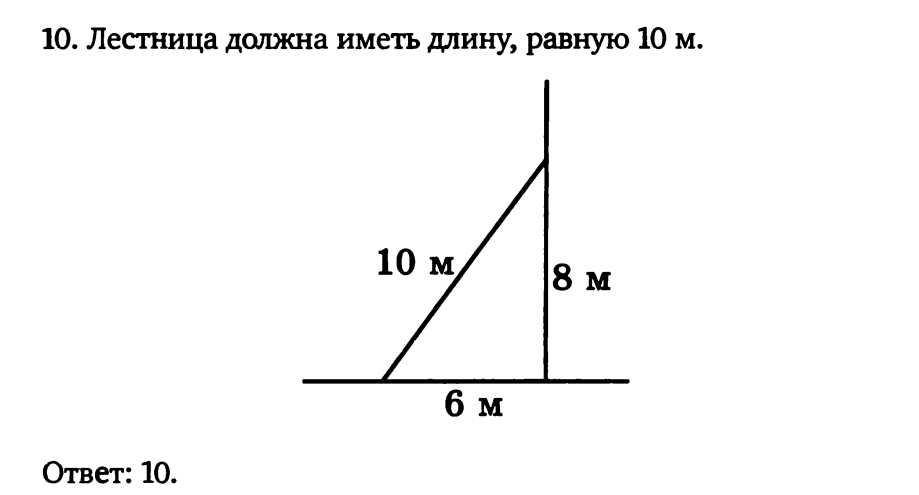 10. Лестница должна иметь длину, равную 10 м.
10 м
8 м
6 м
Ответ: 10.